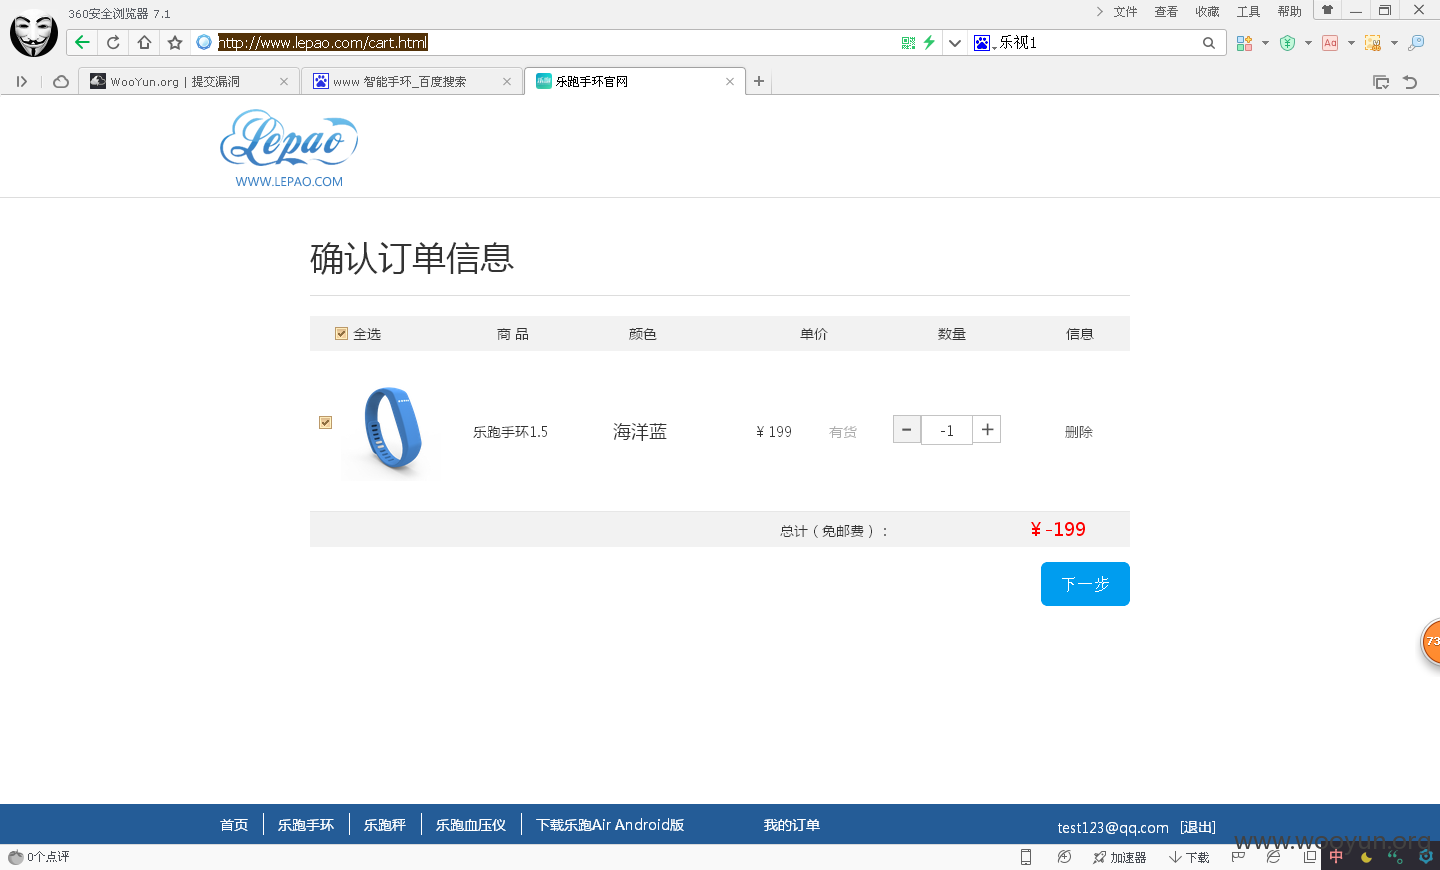 360安全浏览器 7.1
文件 查看 收藏 工具 帮助
http://www.lepao.com/cart.html
乐视1
WooYun.org | 提交漏洞
www 智能手环_百度搜索
乐跑手环官网
Lepao
WWW.LEPAO.COM
确认订单信息
全选 商 品 颜色 单价 数量 信息
乐跑手环1.5 海洋蓝 ¥ 199 有货 - -1 + 删除
总计（免邮费）： ¥ -199
下一步
73
首页 乐跑手环 乐跑秤 乐跑血压仪 下载乐跑Air Android版 我的订单 test123@qq.com [退出]
www.wooyun.org
0个点评 加速器 下载 中